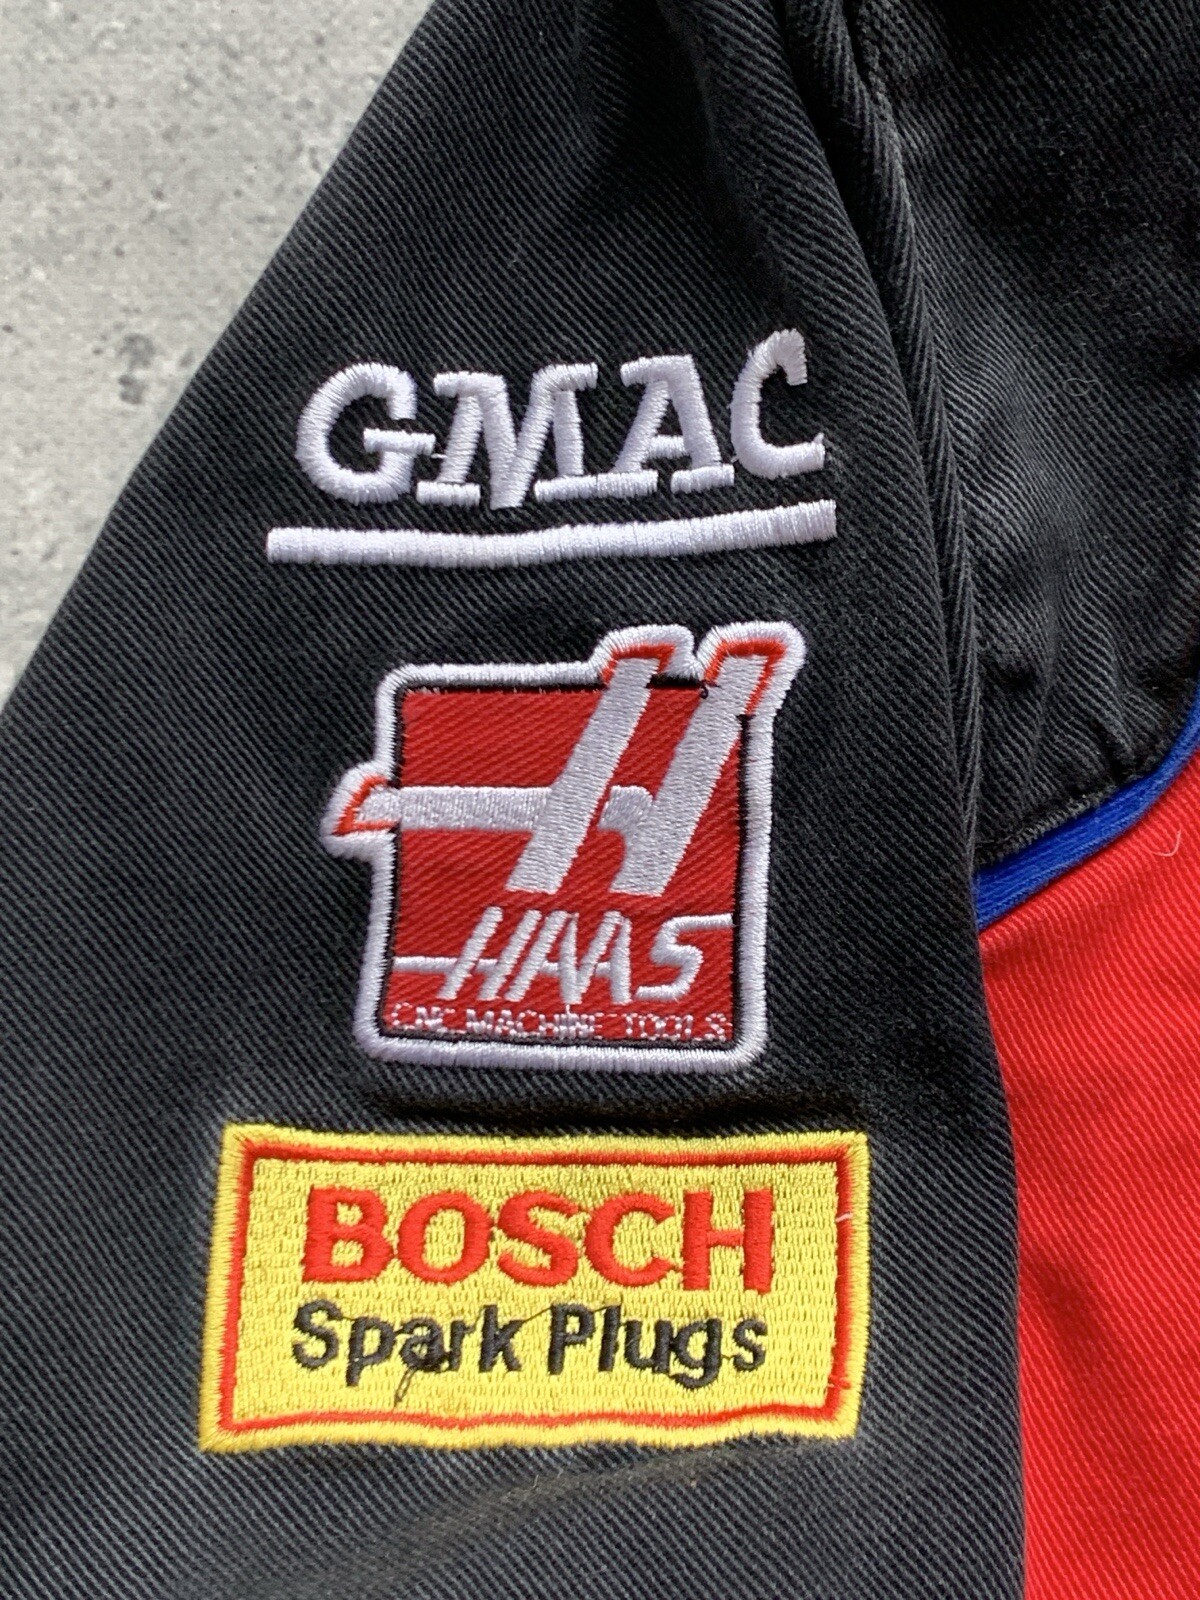 GMAC
HAAS
CNC MACHINE TOOLS
BOSCH
Spark Plugs